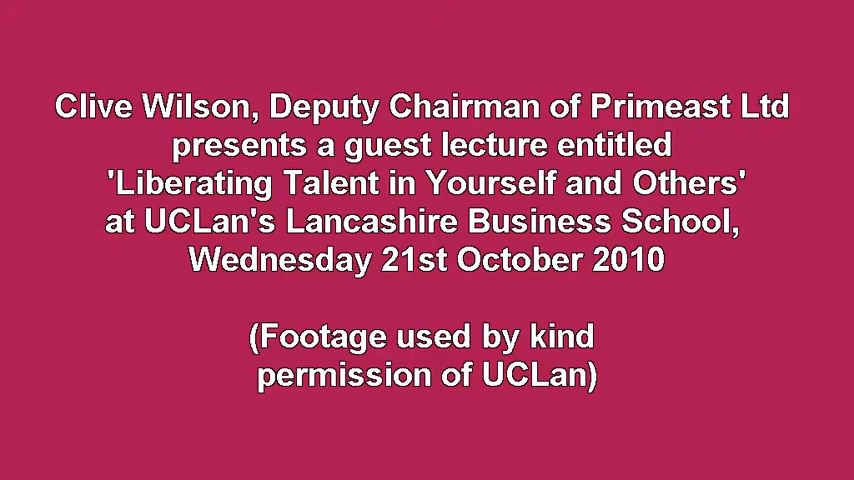 Clive Wilson, Deputy Chairman of Primeast Ltd
presents a guest lecture entitled
'Liberating Talent in Yourself and Others'
at UCLan's Lancashire Business School,
Wednesday 21st October 2010
(Footage used by kind
permission of UCLan)